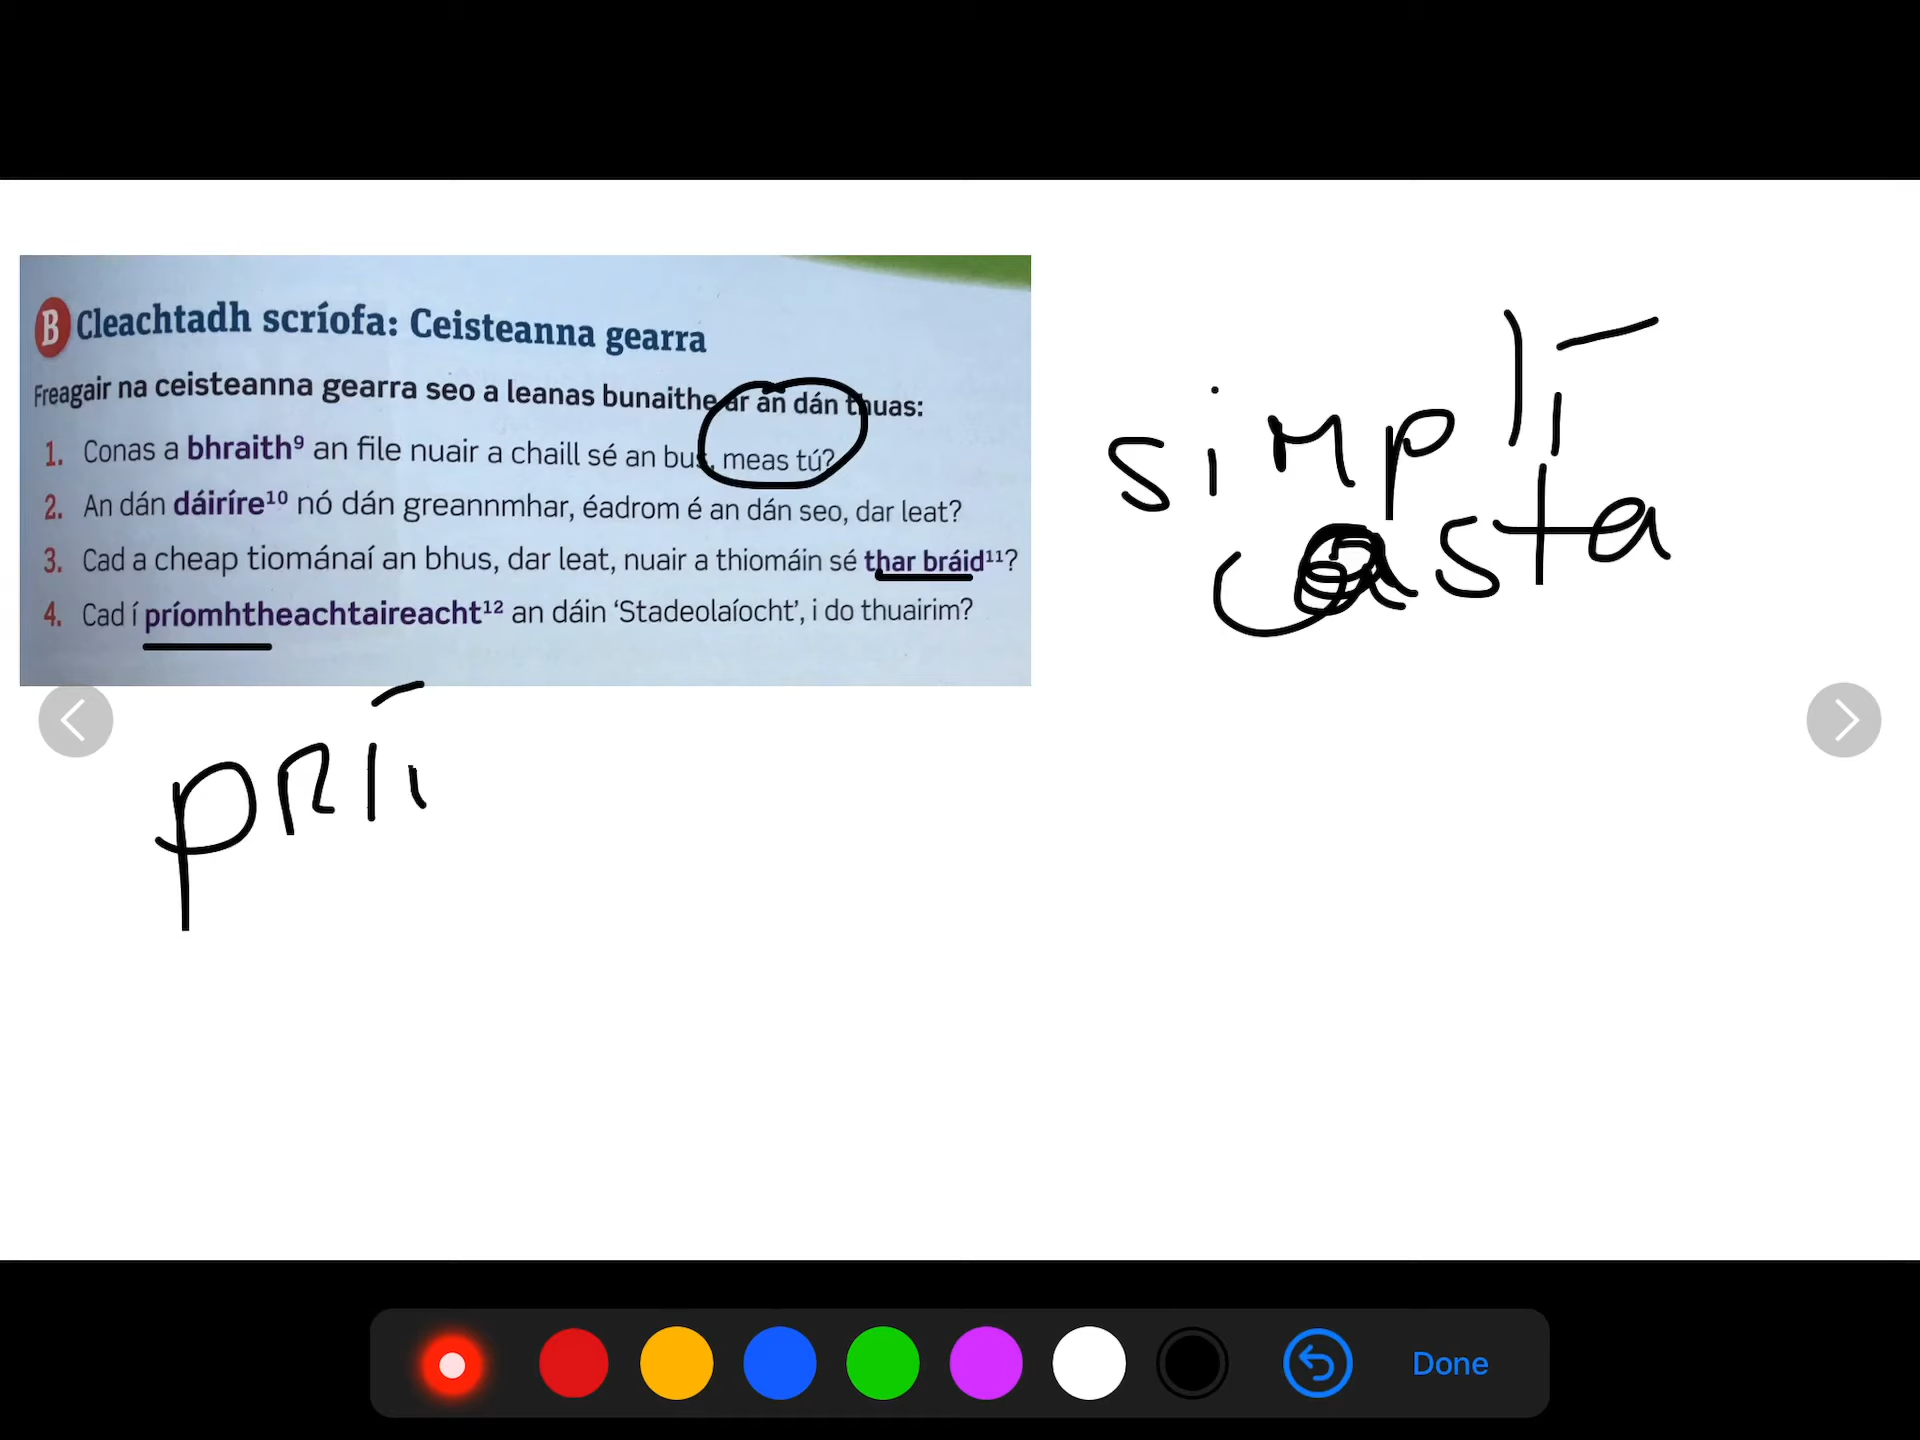 B Cleachtadh scríofa: Ceisteanna gearra
Freagair na ceisteanna gearra seo a leanas bunaithe ar an dán thuas:
1. Conas a bhraith⁹ an file nuair a chaill sé an bus, meas tú?
2. An dán dáiríre¹⁰ nó dán greannmhar, éadrom é an dán seo, dar leat?
3. Cad a cheap tiománaí an bhus, dar leat, nuair a thiomáin sé thar bráid¹¹?
4. Cad í príomhtheachtaireacht¹² an dáin ‘Stadeolaíocht’, i do thuairim?
simplí
casta
Done